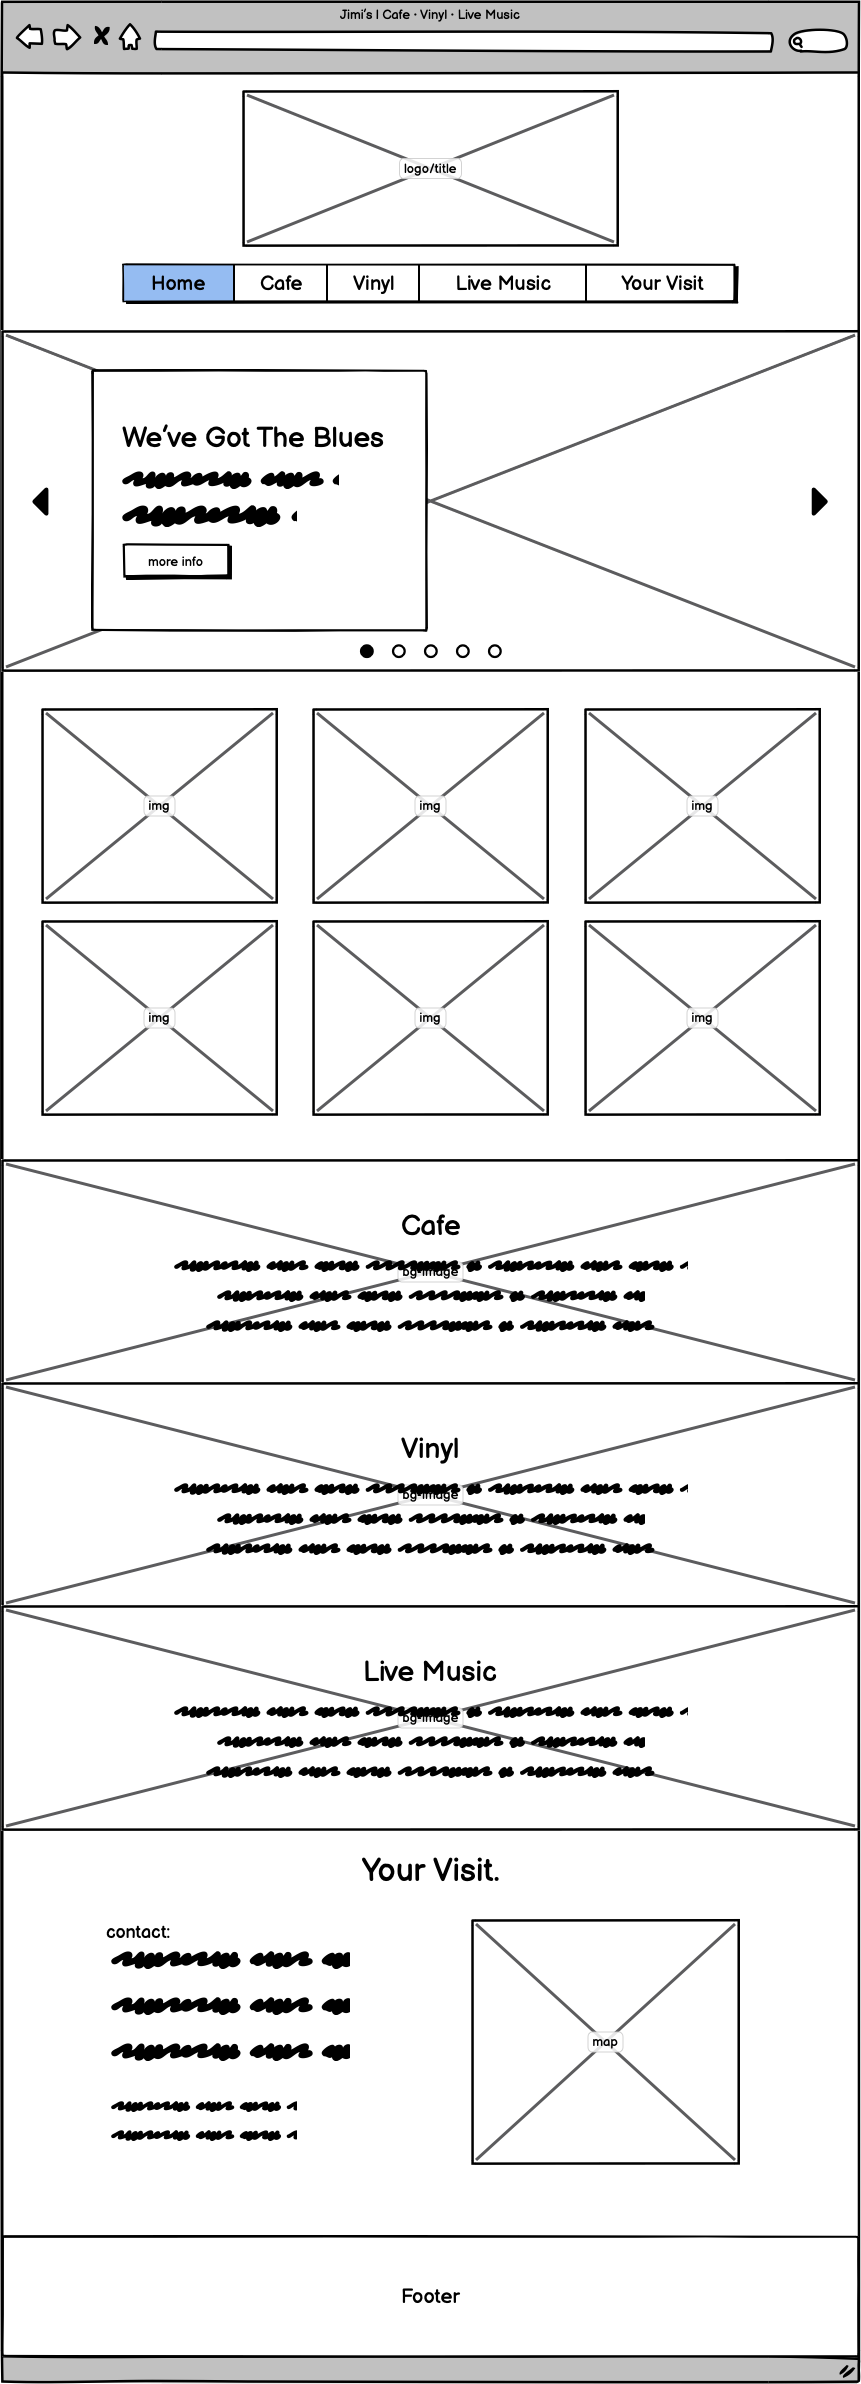 Jimi's | Cafe · Vinyl · Live Music
logo/title
Home Cafe Vinyl Live Music Your Visit
We've Got The Blues
more info
img img img
img img img
Cafe
bg-image
Vinyl
bg-image
Live Music
bg-image
Your Visit.
contact:
map
Footer